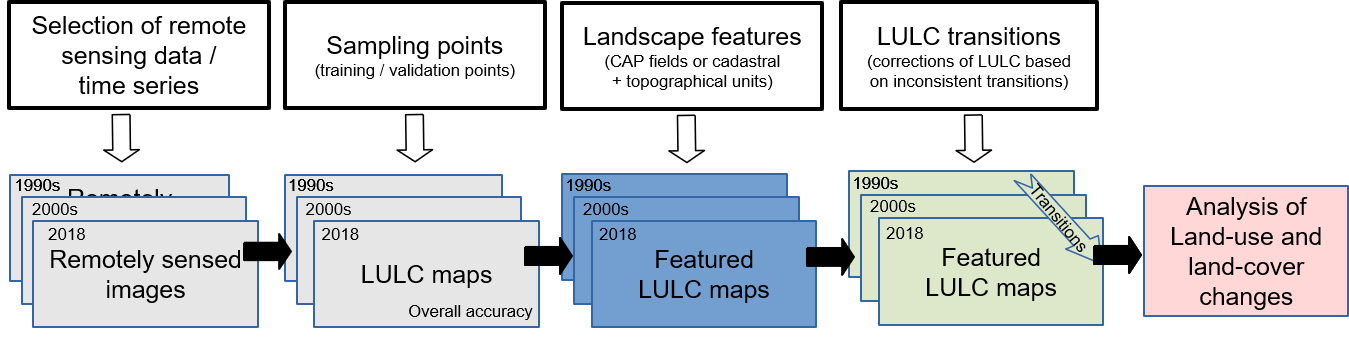 Selection of remote
sensing data /
time series
Sampling points
(training / validation points)
Landscape features
(CAP fields or cadastral
+ topographical units)
LULC transitions
(corrections of LULC based
on inconsistent transitions)
1990s
Remotely
2000s
2018
Remotely sensed
images
1990s
2000s
2018
LULC maps
Overall accuracy
1990s
2000s
2018
Featured
LULC maps
1990s
2000s
2018
Transitions
Featured
LULC maps
Analysis of
Land-use and
land-cover
changes